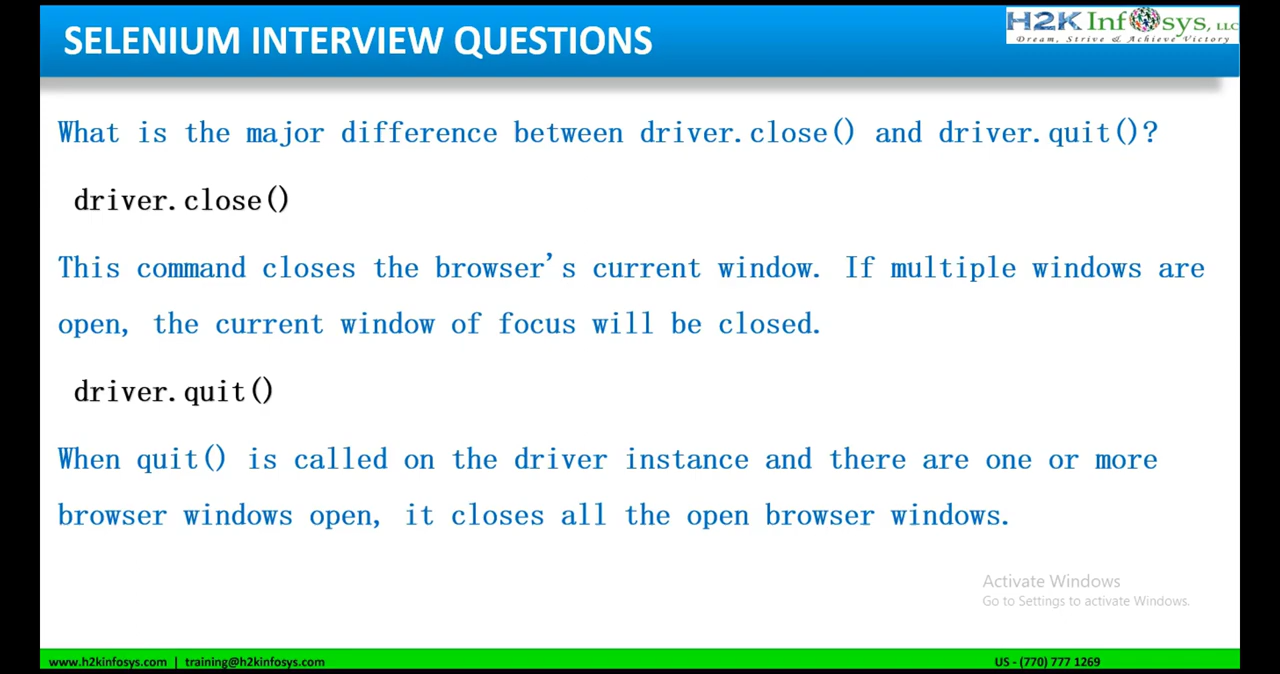 SELENIUM INTERVIEW QUESTIONS
H2K Infosys, LLC
Dream, Strive & Achieve Victory
What is the major difference between driver.close() and driver.quit()?
driver.close()
This command closes the browser's current window. If multiple windows are
open, the current window of focus will be closed.
driver.quit()
When quit() is called on the driver instance and there are one or more
browser windows open, it closes all the open browser windows.
Activate Windows
Go to Settings to activate Windows.
www.h2kinfosys.com | training@h2kinfosys.com
US - (770) 777 1269